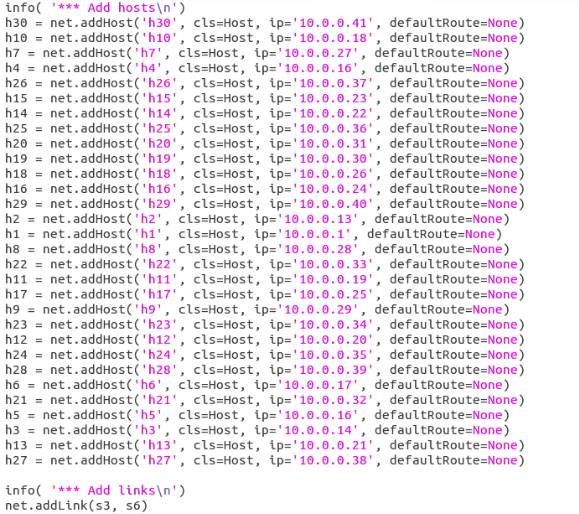 info( '*** Add hosts\n')
h30 = net.addHost('h30', cls=Host, ip='10.0.0.41', defaultRoute=None)
h10 = net.addHost('h10', cls=Host, ip='10.0.0.18', defaultRoute=None)
h7 = net.addHost('h7', cls=Host, ip='10.0.0.27', defaultRoute=None)
h4 = net.addHost('h4', cls=Host, ip='10.0.0.16', defaultRoute=None)
h26 = net.addHost('h26', cls=Host, ip='10.0.0.37', defaultRoute=None)
h15 = net.addHost('h15', cls=Host, ip='10.0.0.23', defaultRoute=None)
h14 = net.addHost('h14', cls=Host, ip='10.0.0.22', defaultRoute=None)
h25 = net.addHost('h25', cls=Host, ip='10.0.0.36', defaultRoute=None)
h20 = net.addHost('h20', cls=Host, ip='10.0.0.31', defaultRoute=None)
h19 = net.addHost('h19', cls=Host, ip='10.0.0.30', defaultRoute=None)
h18 = net.addHost('h18', cls=Host, ip='10.0.0.26', defaultRoute=None)
h16 = net.addHost('h16', cls=Host, ip='10.0.0.24', defaultRoute=None)
h29 = net.addHost('h29', cls=Host, ip='10.0.0.40', defaultRoute=None)
h2 = net.addHost('h2', cls=Host, ip='10.0.0.13', defaultRoute=None)
h1 = net.addHost('h1', cls=Host, ip='10.0.0.1', defaultRoute=None)
h8 = net.addHost('h8', cls=Host, ip='10.0.0.28', defaultRoute=None)
h22 = net.addHost('h22', cls=Host, ip='10.0.0.33', defaultRoute=None)
h11 = net.addHost('h11', cls=Host, ip='10.0.0.19', defaultRoute=None)
h17 = net.addHost('h17', cls=Host, ip='10.0.0.25', defaultRoute=None)
h9 = net.addHost('h9', cls=Host, ip='10.0.0.29', defaultRoute=None)
h23 = net.addHost('h23', cls=Host, ip='10.0.0.34', defaultRoute=None)
h12 = net.addHost('h12', cls=Host, ip='10.0.0.20', defaultRoute=None)
h24 = net.addHost('h24', cls=Host, ip='10.0.0.35', defaultRoute=None)
h28 = net.addHost('h28', cls=Host, ip='10.0.0.39', defaultRoute=None)
h6 = net.addHost('h6', cls=Host, ip='10.0.0.17', defaultRoute=None)
h21 = net.addHost('h21', cls=Host, ip='10.0.0.32', defaultRoute=None)
h5 = net.addHost('h5', cls=Host, ip='10.0.0.16', defaultRoute=None)
h3 = net.addHost('h3', cls=Host, ip='10.0.0.14', defaultRoute=None)
h13 = net.addHost('h13', cls=Host, ip='10.0.0.21', defaultRoute=None)
h27 = net.addHost('h27', cls=Host, ip='10.0.0.38', defaultRoute=None)
info( '*** Add links\n')
net.addLink(s3, s6)